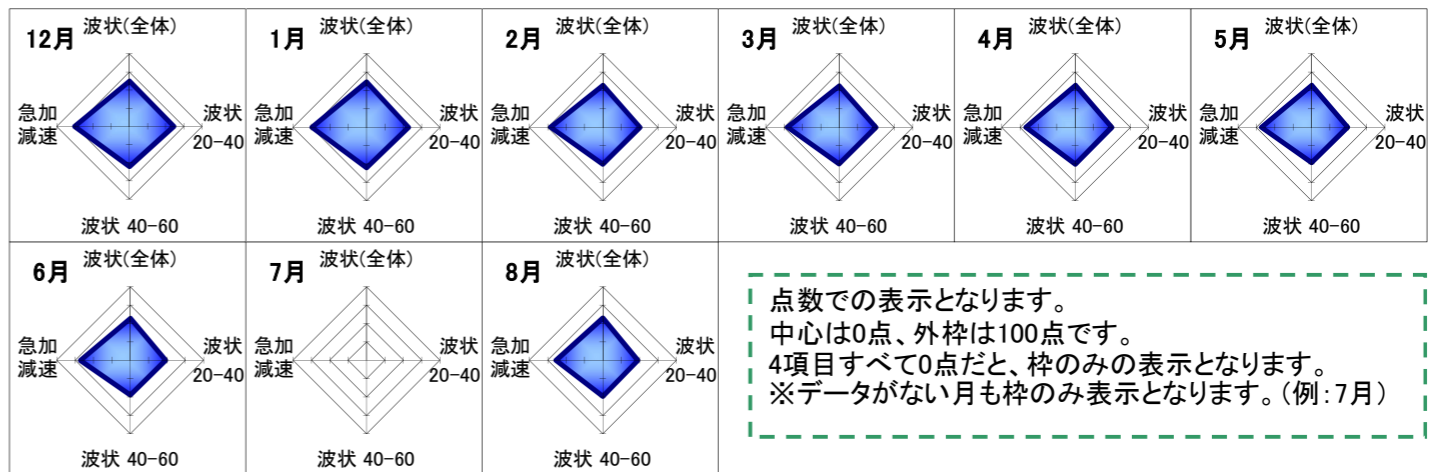 12月
波状(全体)
急加
減速
波状
20-40
波状 40-60
1月
波状(全体)
急加
減速
波状
20-40
波状 40-60
2月
波状(全体)
急加
減速
波状
20-40
波状 40-60
3月
波状(全体)
急加
減速
波状
20-40
波状 40-60
4月
波状(全体)
急加
減速
波状
20-40
波状 40-60
5月
波状(全体)
急加
減速
波状
20-40
波状 40-60
6月
波状(全体)
急加
減速
波状
20-40
波状 40-60
7月
波状(全体)
急加
減速
波状
20-40
波状 40-60
8月
波状(全体)
急加
減速
波状
20-40
波状 40-60
点数での表示となります。
中心は0点、外枠は100点です。
4項目すべて0点だと、枠のみの表示となります。
※データがない月も枠のみ表示となります。(例:7月)